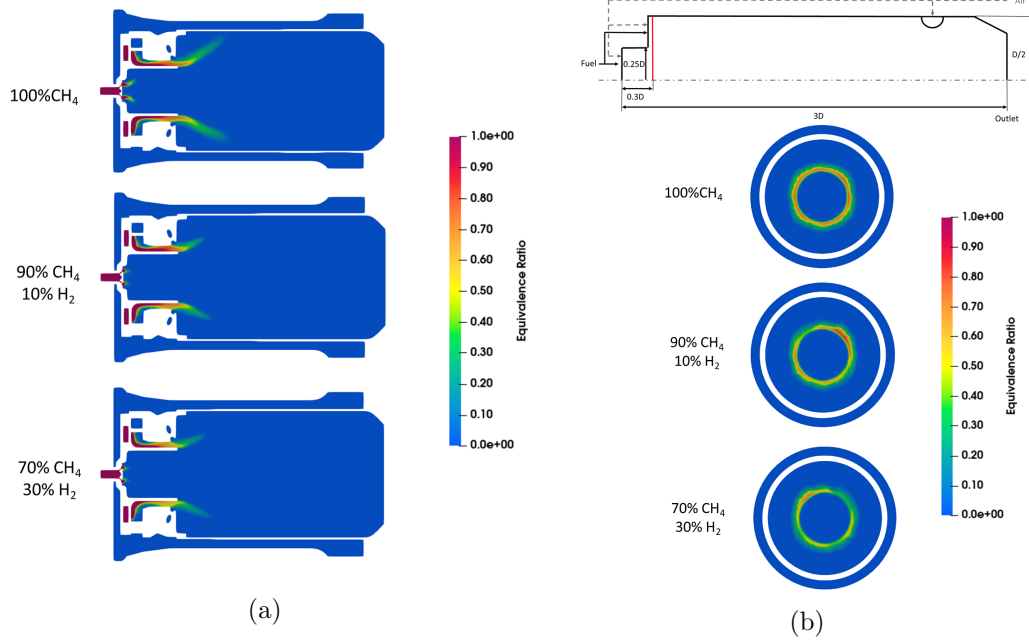 100%CH₄
90% CH₄
10% H₂
70% CH₄
30% H₂
1.0e+00
0.90
0.80
0.70
0.60
0.50
0.40
0.30
0.20
0.10
0.0e+00
Equivalence Ratio
(a)
Air
Fuel
0.25D
0.3D
D/2
3D
Outlet
100%CH₄
90% CH₄
10% H₂
70% CH₄
30% H₂
1.0e+00
0.90
0.80
0.70
0.60
0.50
0.40
0.30
0.20
0.10
0.0e+00
Equivalence Ratio
(b)